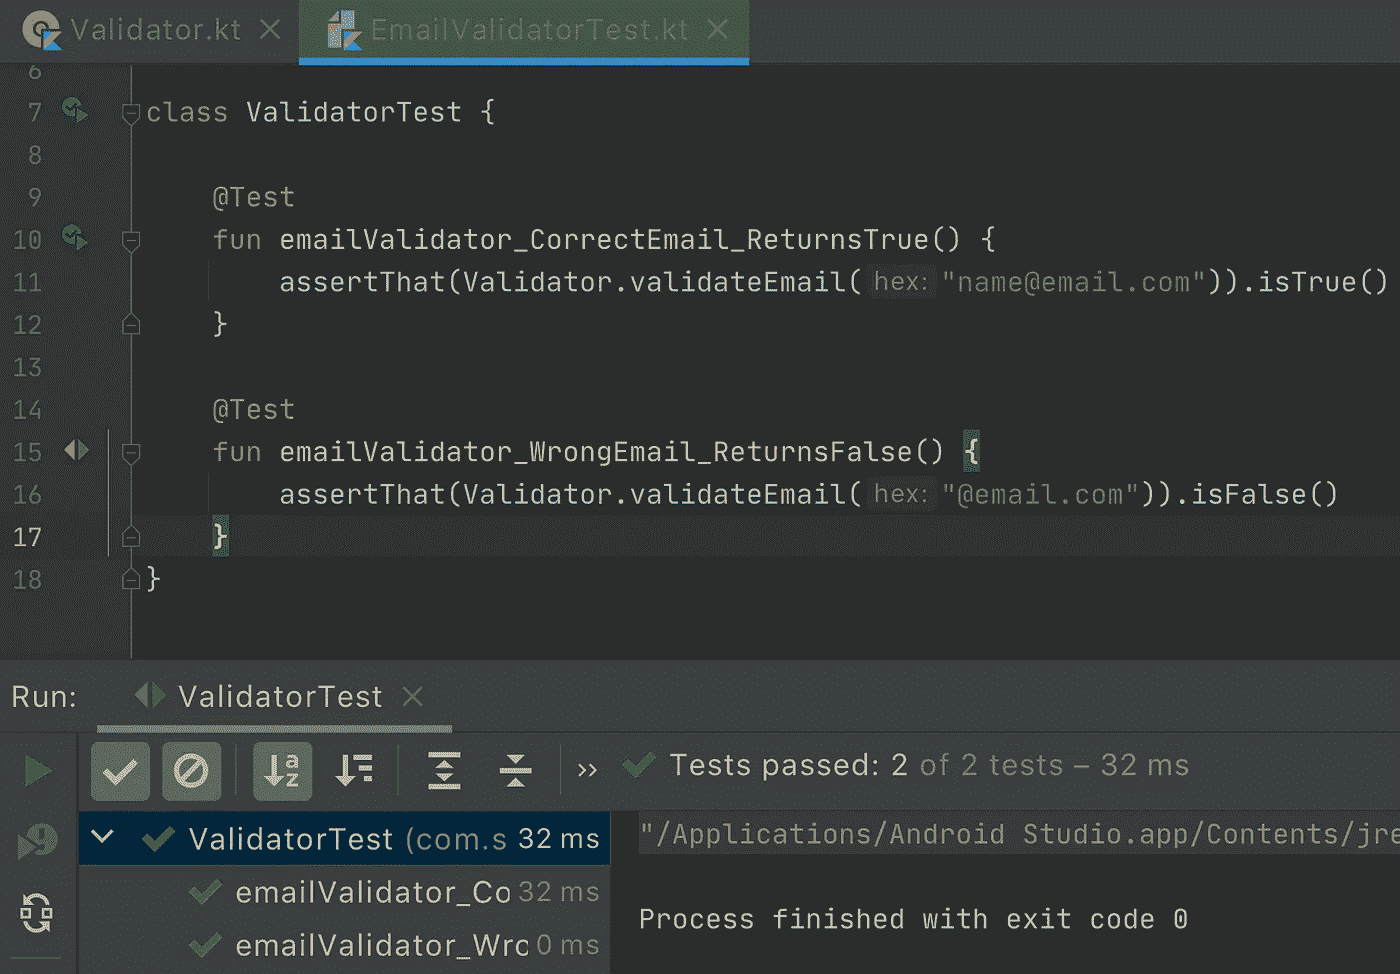 Validator.kt
EmailValidatorTest.kt
6
7 class ValidatorTest {
8
9 @Test
10 fun emailValidator_CorrectEmail_ReturnsTrue() {
11 assertThat(Validator.validateEmail( hex: "name@email.com")).isTrue()
12 }
13
14 @Test
15 fun emailValidator_WrongEmail_ReturnsFalse() {
16 assertThat(Validator.validateEmail( hex: "@email.com")).isFalse()
17 }
18 }
Run: ValidatorTest
Tests passed: 2 of 2 tests – 32 ms
ValidatorTest (com.s 32 ms
emailValidator_Co 32 ms
emailValidator_Wro 0 ms
"/Applications/Android Studio.app/Contents/jre
Process finished with exit code 0